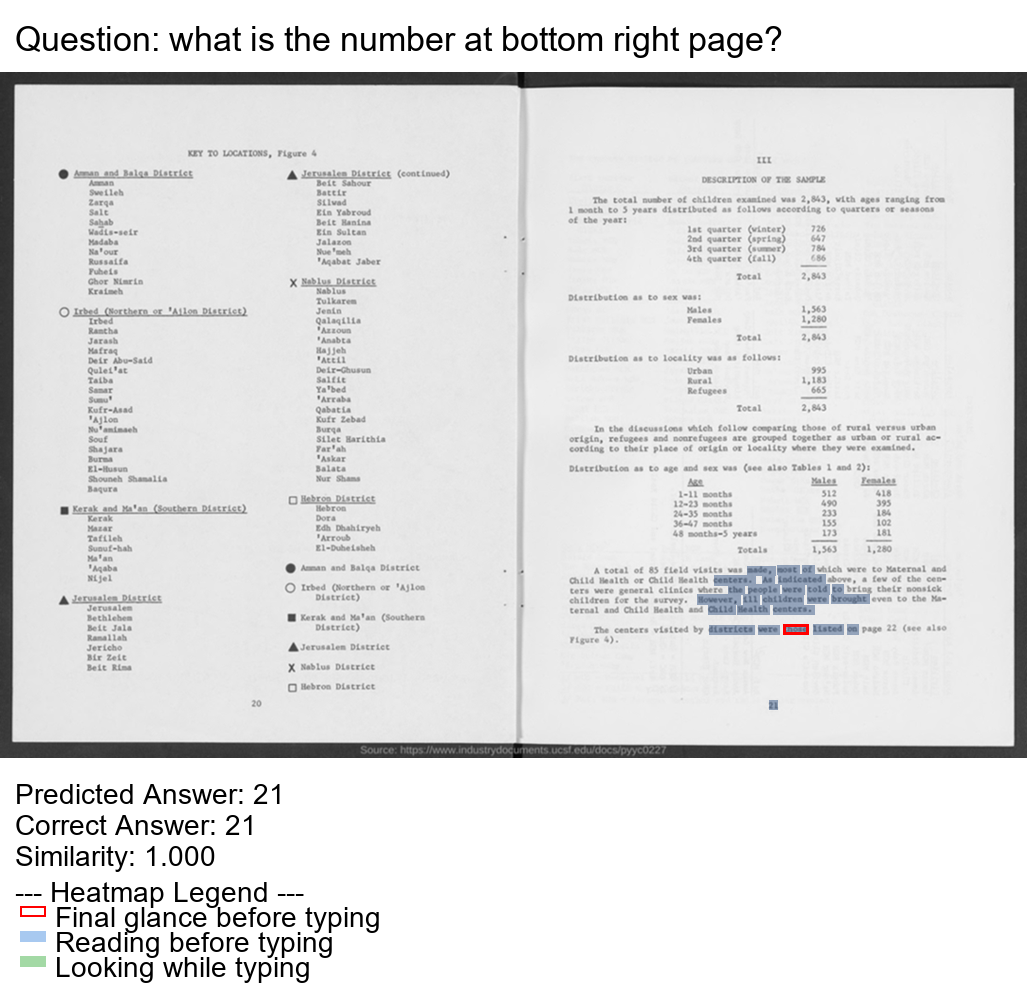 Question: what is the number at bottom right page?
KEY TO LOCATIONS, Figure 4
Amman and Balqa District
Amman
Sweileh
Zarqa
Salt
Sahab
Wadis-seir
Madaba
Na'our
Russaifa
Fuheis
Ghor Nimrin
Kraimeh
Irbed (Northern or 'Ajlon District)
Irbed
Ramtha
Jarash
Mafraq
Deir Abu-Said
Qulei'at
Taiba
Samar
Sumu'
Kufr-Asad
'Ajlon
Nu'amimaeh
Souf
Shajara
Burma
El-Husun
Shouneh Shamalia
Baqura
Kerak and Ma'an (Southern District)
Kerak
Mazar
Tafileh
Sunuf-hah
Ma'an
'Aqaba
Nijel
Jerusalem District
Jerusalem
Bethlehem
Beit Jala
Ramallah
Jericho
Bir Zeit
Beit Rima
Jerusalem District (continued)
Beit Sahour
Battir
Silwad
Ein Yabroud
Beit Hanina
Ein Sultan
Jalazon
Nue'meh
'Aqabat Jaber
Nablus District
Nablus
Tulkarem
Jenin
Qalaqilia
'Azzoun
'Anabta
Hajjeh
'Attil
Deir-Ghusun
Salfit
Ya'bed
'Arraba
Qabatia
Kufr Zebad
Burqa
Silet Harithia
Far'ah
'Askar
Balata
Nur Shams
Hebron District
Hebron
Dora
Edh Dhahiryeh
'Arroub
El-Duheisheh
Amman and Balqa District
Irbed (Northern or 'Ajlon
District)
Kerak and Ma'an (Southern
District)
Jerusalem District
Nablus District
Hebron District
20
III
DESCRIPTION OF THE SAMPLE
The total number of children examined was 2,843, with ages ranging from
1 month to 5 years distributed as follows according to quarters or seasons
of the year:
1st quarter (winter) 726
2nd quarter (spring) 647
3rd quarter (summer) 784
4th quarter (fall) 686
Total 2,843
Distribution as to sex was:
Males 1,563
Females 1,280
Total 2,843
Distribution as to locality was as follows:
Urban 995
Rural 1,183
Refugees 665
Total 2,843
In the discussions which follow comparing those of rural versus urban
origin, refugees and nonrefugees are grouped together as urban or rural ac-
cording to their place of origin or locality where they were examined.
Distribution as to age and sex was (see also Tables 1 and 2):
Age Males Females
1-11 months 512 418
12-23 months 490 395
24-35 months 233 184
36-47 months 155 102
48 months-5 years 173 181
Totals 1,563 1,280
A total of 85 field visits was made, most of which were to Maternal and
Child Health or Child Health centers. As indicated above, a few of the cen-
ters were general clinics where the people were told to bring their nonsick
children for the survey. However, ill children were brought even to the Ma-
ternal and Child Health and Child Health centers.
The centers visited by districts were listed on page 22 (see also
Figure 4).
21
Source: https://www.industrydocuments.ucsf.edu/docs/pyyc0227
Predicted Answer: 21
Correct Answer: 21
Similarity: 1.000
--- Heatmap Legend ---
Final glance before typing
Reading before typing
Looking while typing